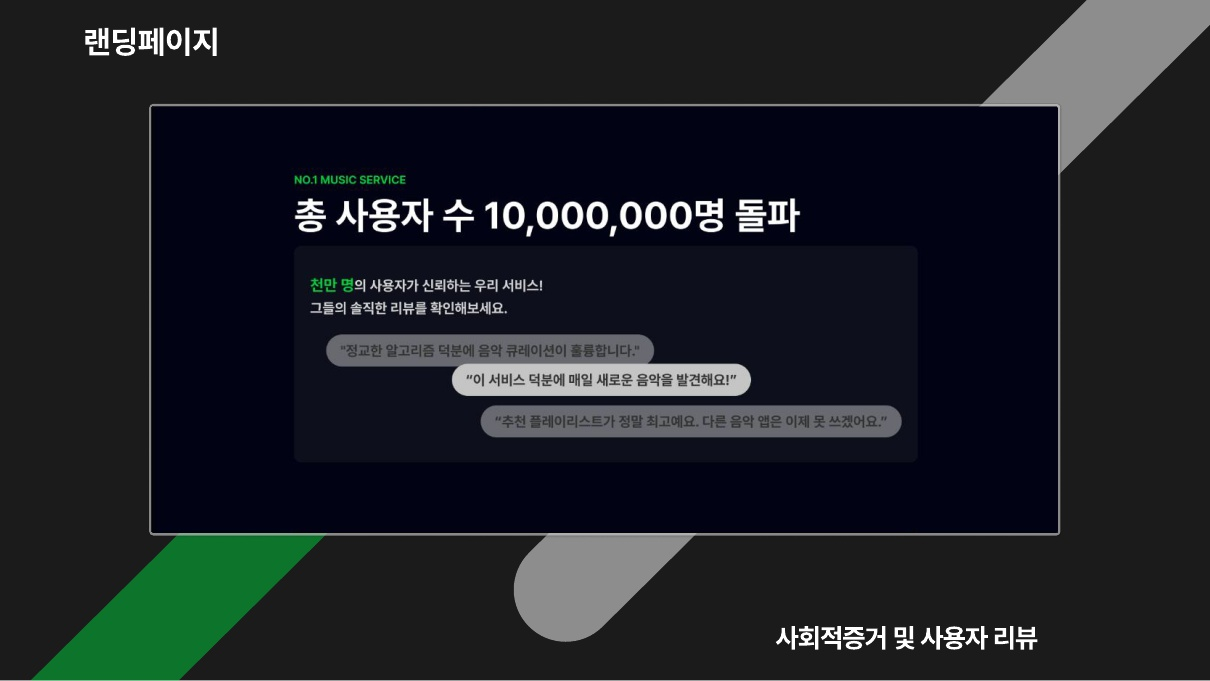 랜딩페이지
NO.1 MUSIC SERVICE
총 사용자 수 10,000,000명 돌파
천만 명의 사용자가 신뢰하는 우리 서비스!
그들의 솔직한 리뷰를 확인해보세요.
"정교한 알고리즘 덕분에 음악 큐레이션이 훌륭합니다."
“이 서비스 덕분에 매일 새로운 음악을 발견해요!”
“추천 플레이리스트가 정말 최고예요. 다른 음악 앱은 이제 못 쓰겠어요.”
사회적증거 및 사용자 리뷰